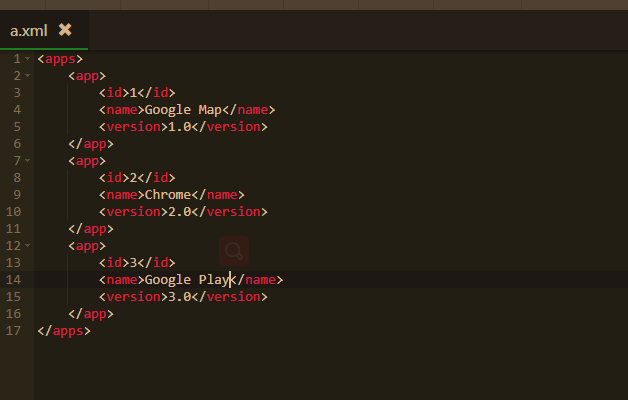 a.xml ✖
1 <apps>
2 <app>
3 <id>1</id>
4 <name>Google Map</name>
5 <version>1.0</version>
6 </app>
7 <app>
8 <id>2</id>
9 <name>Chrome</name>
10 <version>2.0</version>
11 </app>
12 <app>
13 <id>3</id>
14 <name>Google Play</name>
15 <version>3.0</version>
16 </app>
17 </apps>